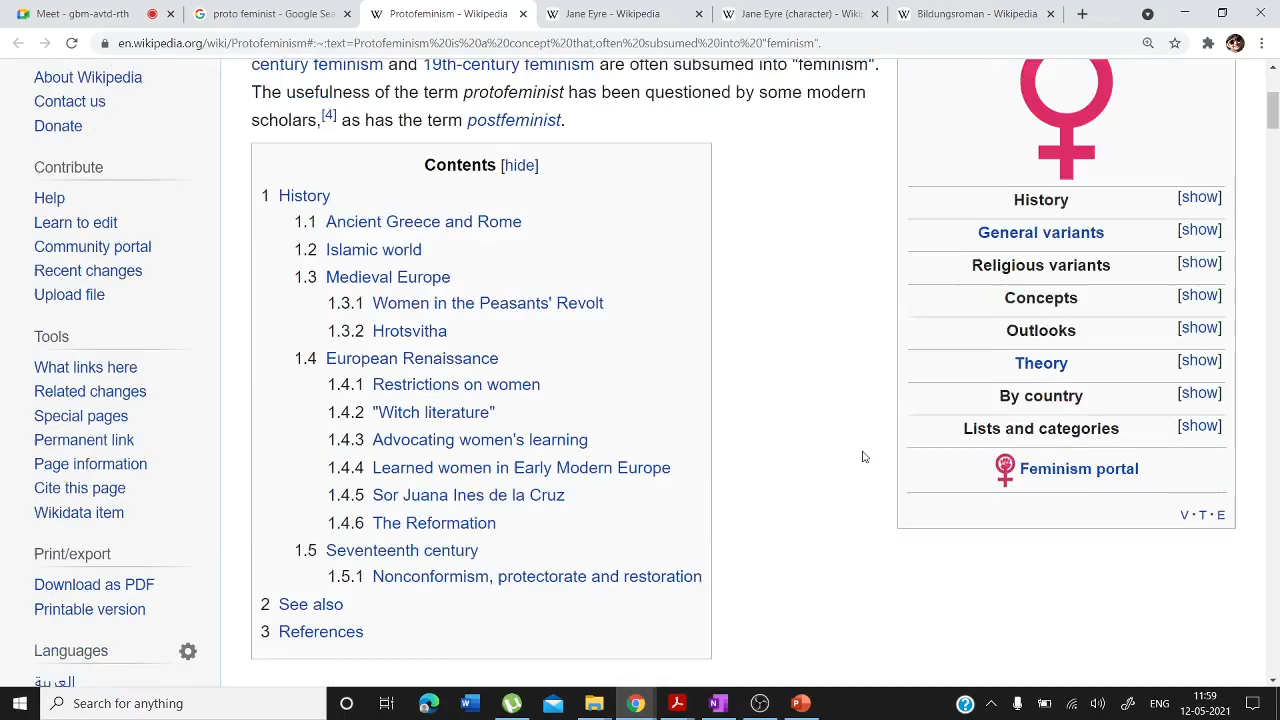 Meet - gbm-avtd-rth
proto feminist - Google Sea
Protofeminism - Wikipedia
Jane Eyre - Wikipedia
Jane Eyre (character) - Wiki
Bildungsroman - Wikipedia
en.wikipedia.org/wiki/Protofeminism#:~:text=Protofeminism%20is%20a%20concept%20that,often%20subsumed%20into%20"feminism".
About Wikipedia
Contact us
Donate
Contribute
Help
Learn to edit
Community portal
Recent changes
Upload file
Tools
What links here
Related changes
Special pages
Permanent link
Page information
Cite this page
Wikidata item
Print/export
Download as PDF
Printable version
Languages
العربية
century feminism and 19th-century feminism are often subsumed into "feminism".
The usefulness of the term protofeminist has been questioned by some modern
scholars,[4] as has the term postfeminist.
Contents [hide]
1 History
1.1 Ancient Greece and Rome
1.2 Islamic world
1.3 Medieval Europe
1.3.1 Women in the Peasants' Revolt
1.3.2 Hrotsvitha
1.4 European Renaissance
1.4.1 Restrictions on women
1.4.2 "Witch literature"
1.4.3 Advocating women's learning
1.4.4 Learned women in Early Modern Europe
1.4.5 Sor Juana Ines de la Cruz
1.4.6 The Reformation
1.5 Seventeenth century
1.5.1 Nonconformism, protectorate and restoration
2 See also
3 References
History [show]
General variants [show]
Religious variants [show]
Concepts [show]
Outlooks [show]
Theory [show]
By country [show]
Lists and categories [show]
Feminism portal
V · T · E
Search for anything
ENG
11:59
12-05-2021